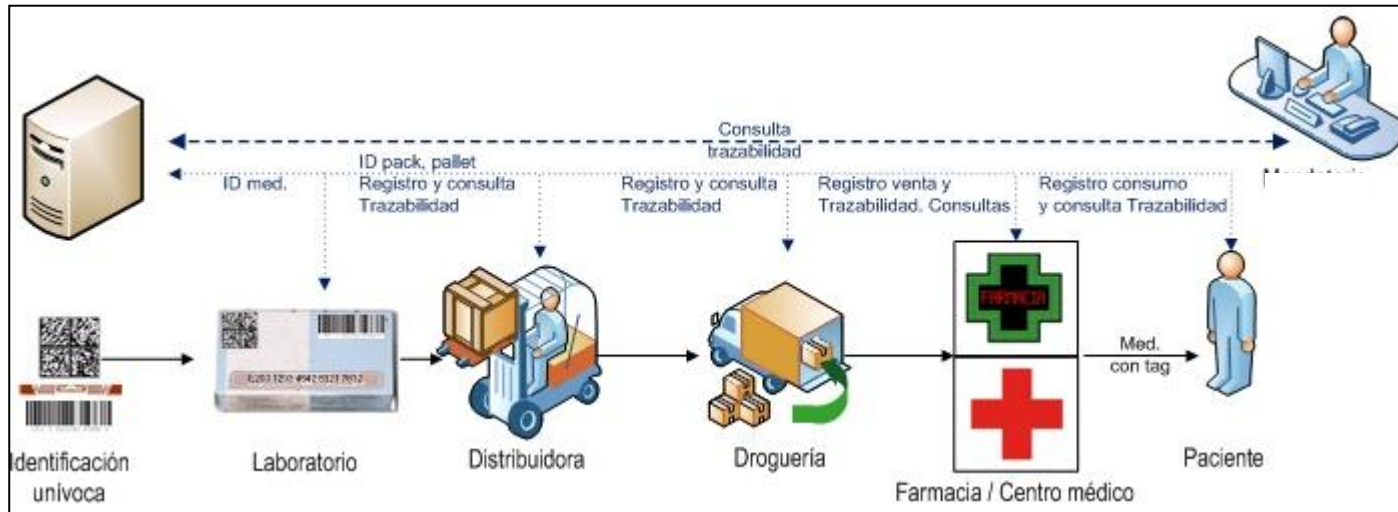 Consulta
trazabilidad
ID pack, pallet
ID med.
Registro y consulta
Trazabilidad
Registro y consulta
Trazabilidad
Registro venta y
Trazabilidad. Consultas
Registro consumo
y consulta Trazabilidad
FARMACIA
Med.
con tag
Identificación
unívoca
Laboratorio
Distribuidora
Droguería
Farmacia / Centro médico
Paciente